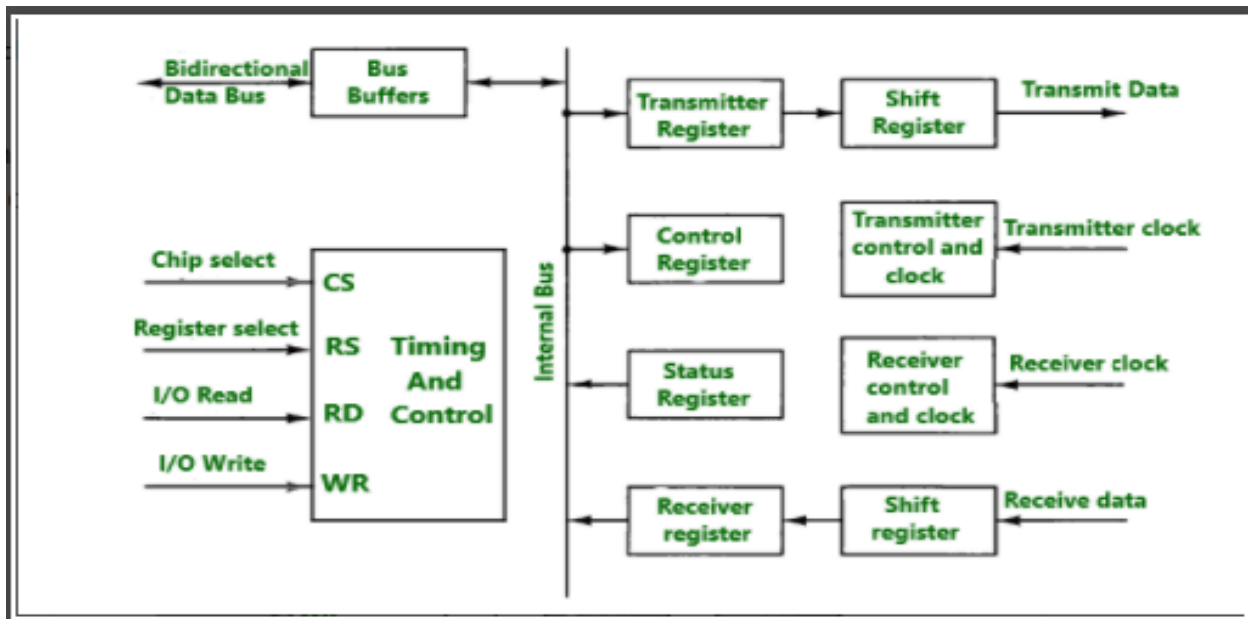 Bidirectional
Data Bus
Bus
Buffers
Transmitter
Register
Shift
Register
Transmit Data
Control
Register
Transmitter
control and
clock
Transmitter clock
Chip select
CS
Register select
RS
Timing
And
Control
I/O Read
RD
I/O Write
WR
Internal Bus
Status
Register
Receiver
control
and clock
Receiver clock
Receiver
register
Shift
register
Receive data